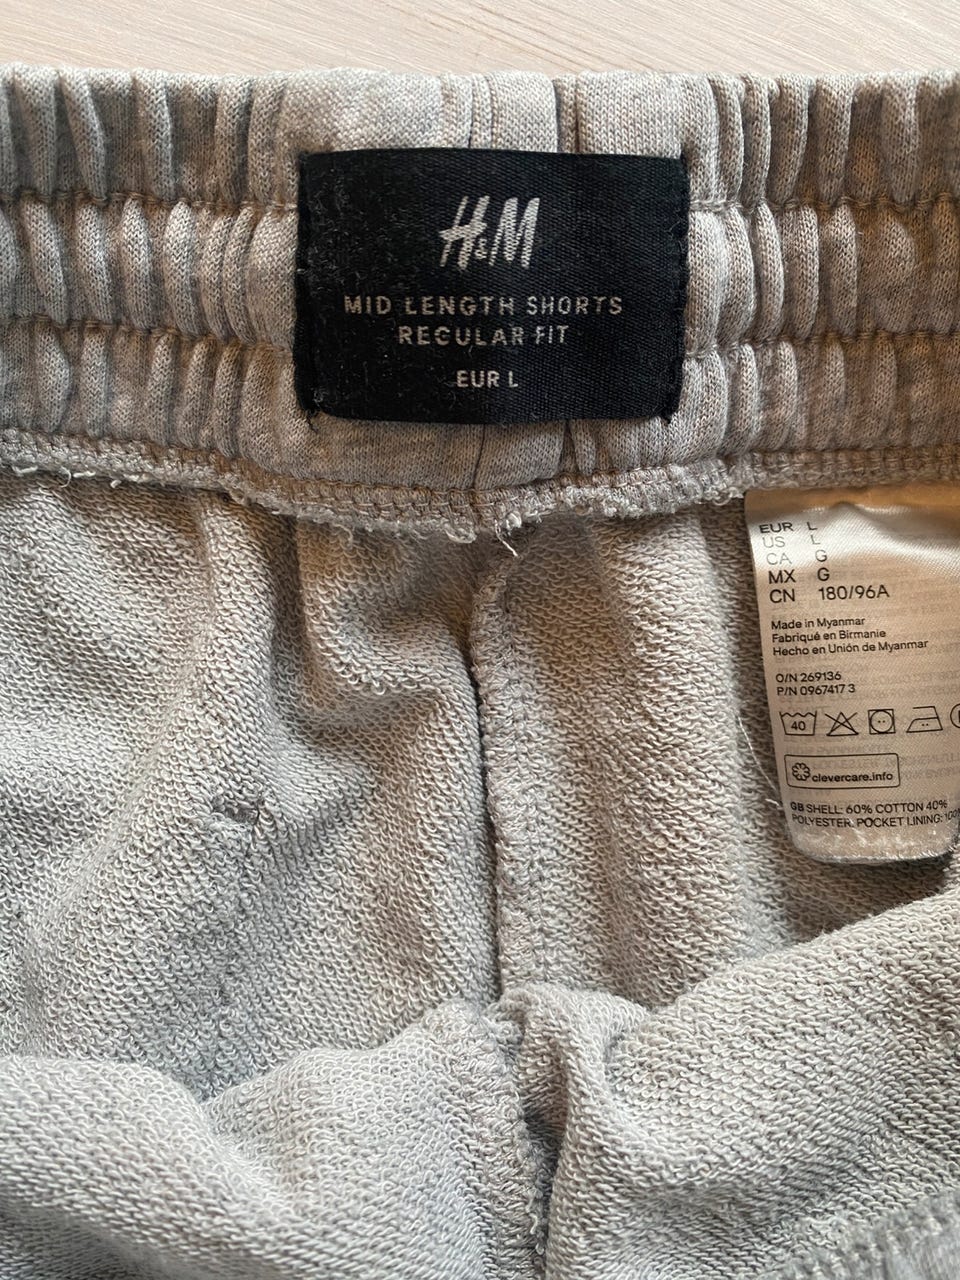 H&M
MID LENGTH SHORTS
REGULAR FIT
EUR L
EUR L
US L
CA G
MX G
CN 180/96A
Made in Myanmar
Fabriqué en Birmanie
Hecho en Unión de Myanmar
O/N 269136
P/N 0967417 3
40
clevercare.info
GB SHELL: 60% COTTON 40%
POLYESTER. POCKET LINING: 100